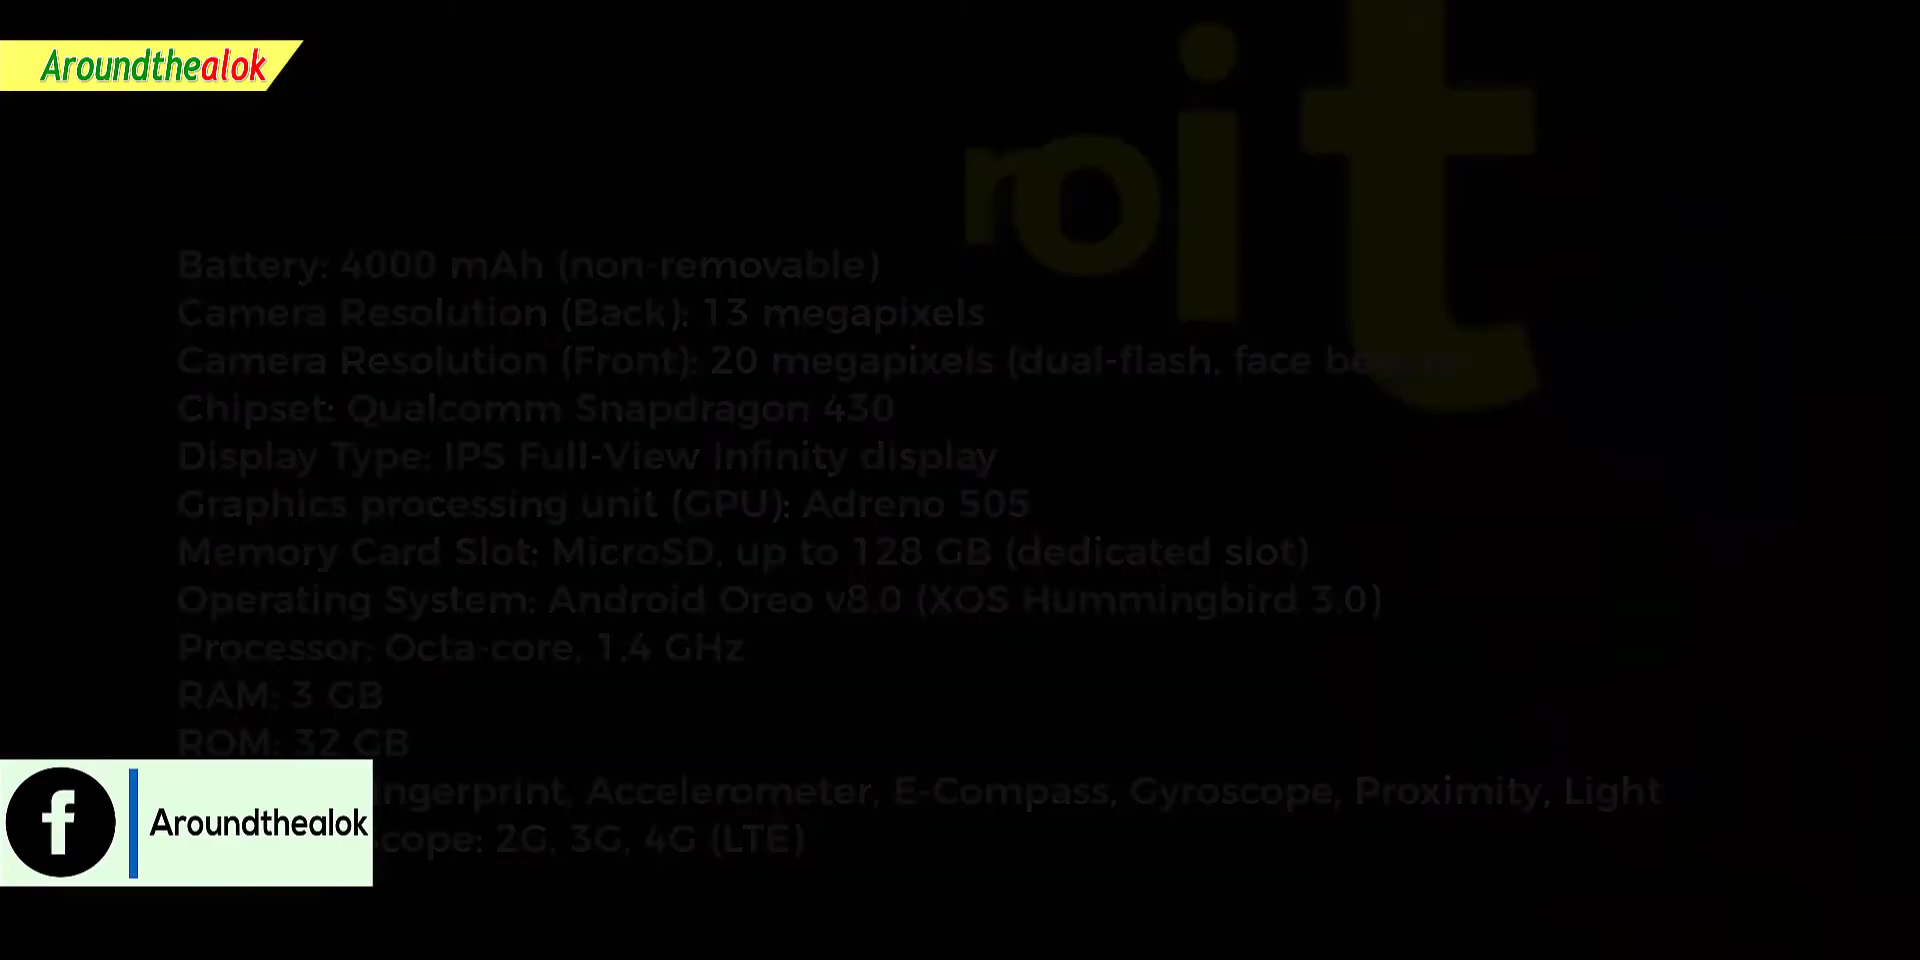 Aroundthealok
roit
Battery: 4000 mAh (non-removable)
Camera Resolution (Back): 13 megapixels
Camera Resolution (Front): 20 megapixels (dual-flash, face
Chipset: Qualcomm Snapdragon 430
Display Type: IPS Full-View Infinity display
Graphics processing unit (GPU): Adreno 505
Memory Card Slot: MicroSD, up to 128 GB (dedicated slot)
Operating System: Android Oreo v8.0 (XOS Hummingbird 3.0)
Processor: Octa-core, 1.4 GHz
RAM: 3 GB
ROM: 32 GB
ngerprint, Accelerometer, E-Compass, Gyroscope, Proximity, Light
cope: 2G, 3G, 4G (LTE)
f Aroundthealok